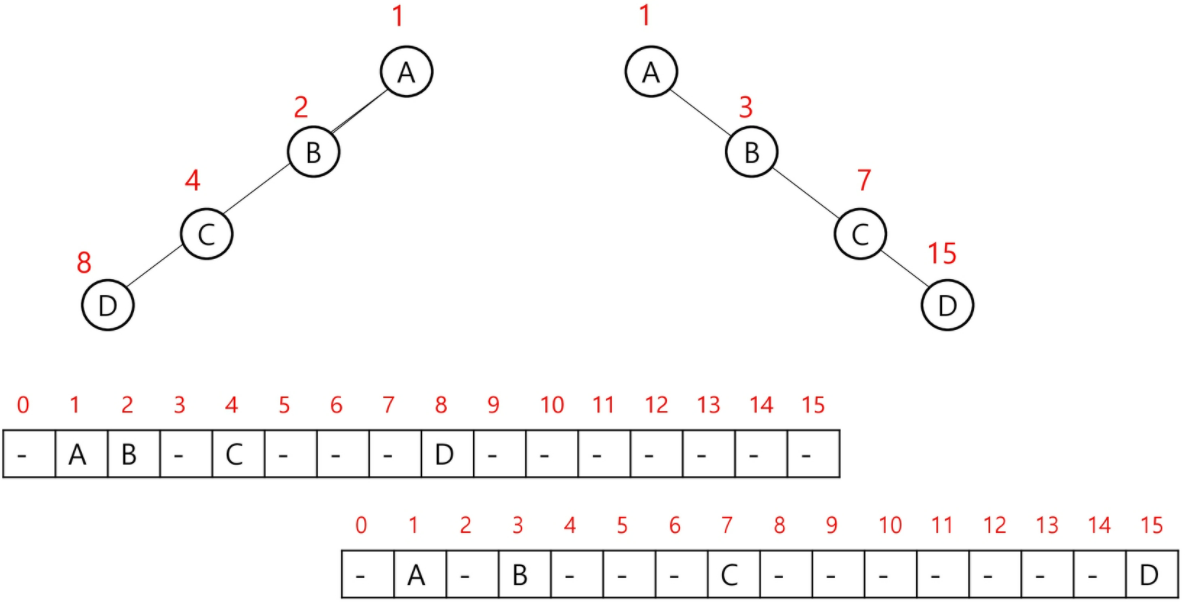 1 1
A A
2 3
B B
4 7
C C
8 15
D D
0 1 2 3 4 5 6 7 8 9 10 11 12 13 14 15
- A B - C - - - D - - - - - - -
0 1 2 3 4 5 6 7 8 9 10 11 12 13 14 15
- A - B - - - C - - - - - - - D